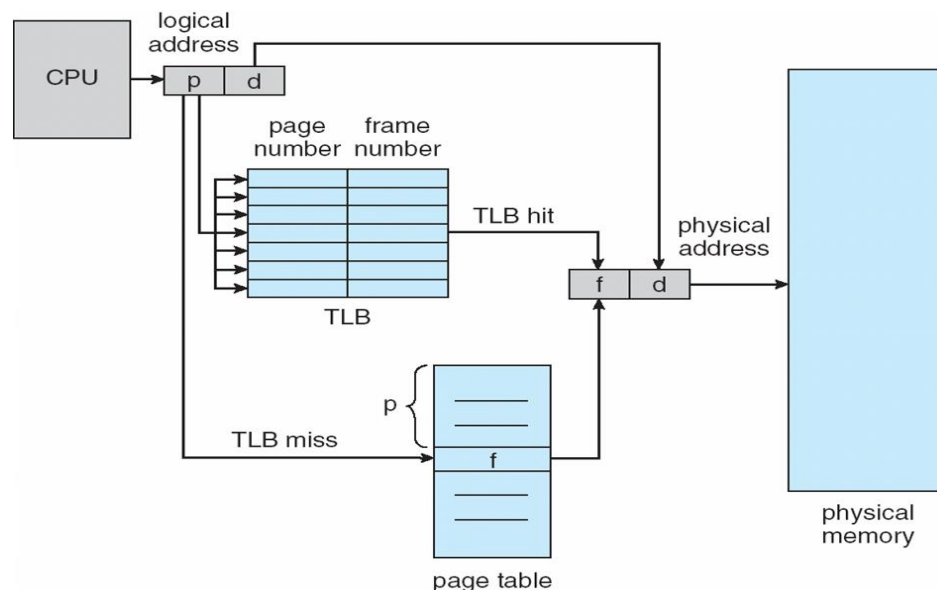 logical
address
CPU
p
d
page
number
frame
number
TLB hit
physical
address
f
d
TLB
p
TLB miss
f
physical
memory
page table